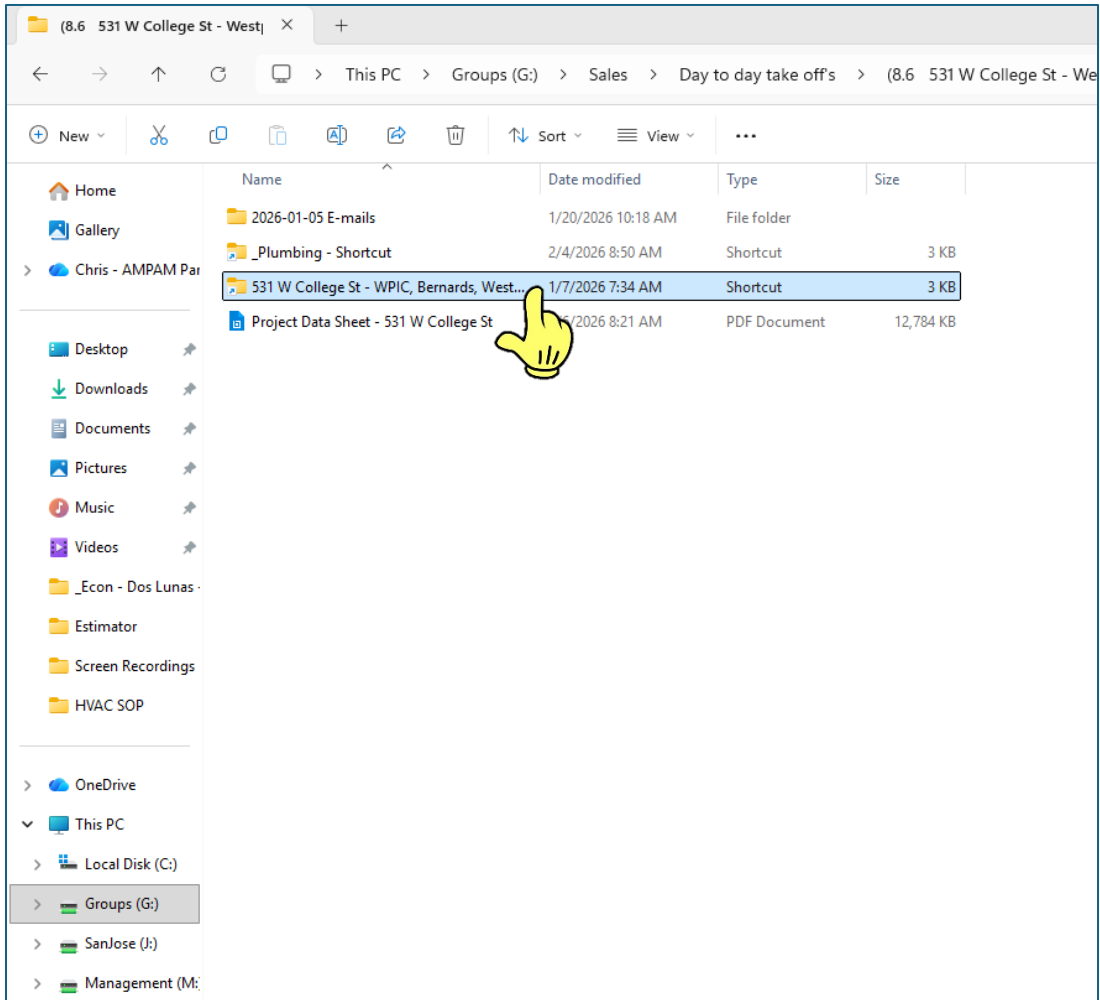 (8.6 531 W College St - West
This PC > Groups (G:) > Sales > Day to day take off's > (8.6 531 W College St - We
New Sort View ...
Name Date modified Type Size
2026-01-05 E-mails 1/20/2026 10:18 AM File folder
_Plumbing - Shortcut 2/4/2026 8:50 AM Shortcut 3 KB
531 W College St - WPIC, Bernards, West... 1/7/2026 7:34 AM Shortcut 3 KB
Project Data Sheet - 531 W College St /2026 8:21 AM PDF Document 12,784 KB
Home
Gallery
Chris - AMPAM Par
Desktop
Downloads
Documents
Pictures
Music
Videos
_Econ - Dos Lunas -
Estimator
Screen Recordings
HVAC SOP
OneDrive
This PC
Local Disk (C:)
Groups (G:)
SanJose (J:)
Management (M: